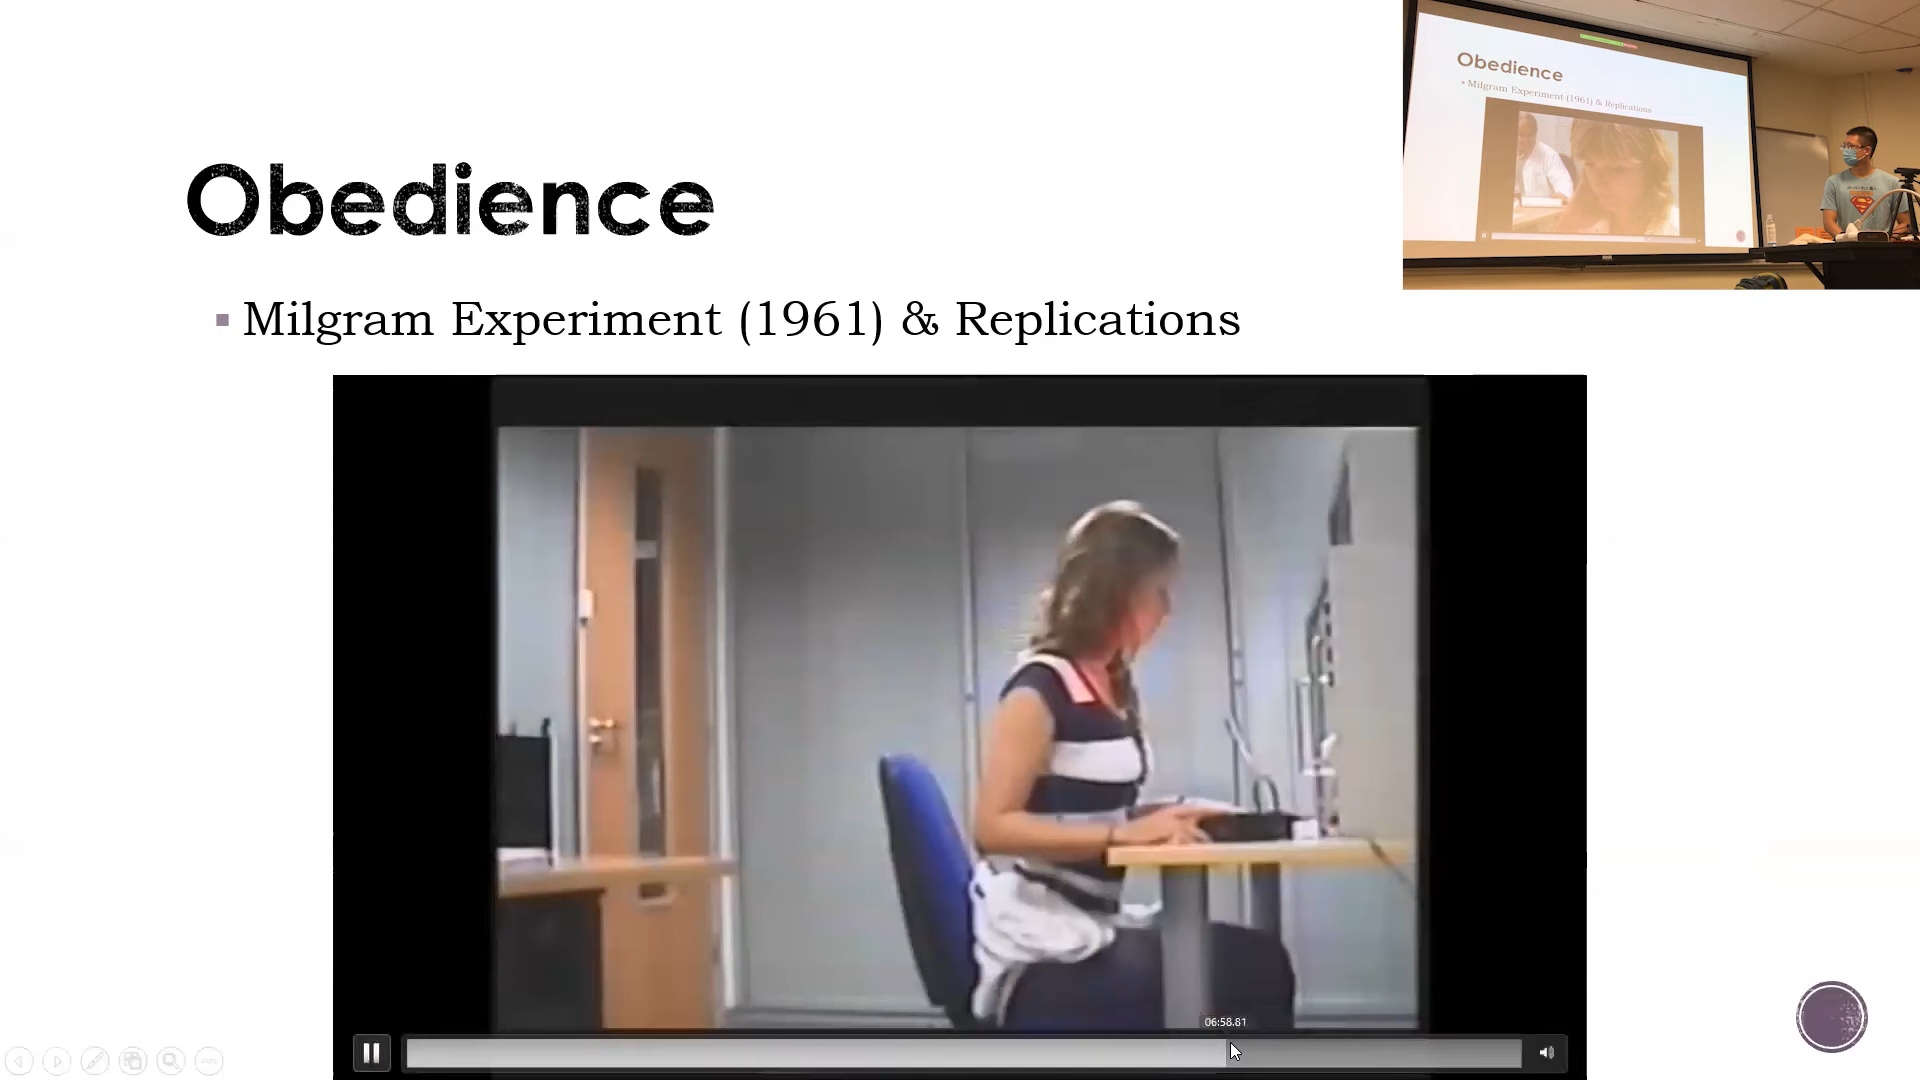 Obedience
▪ Milgram Experiment (1961) & Replications
06:58.81
Obedience
▪ Milgram Experiment (1961) & Replications